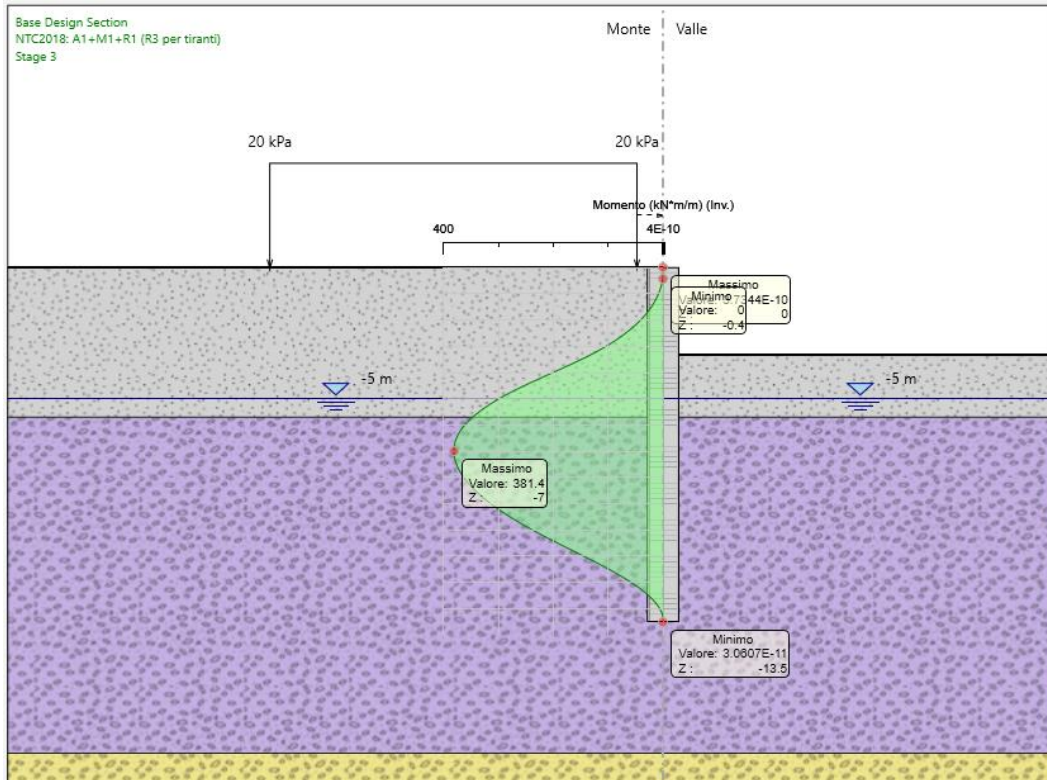 Base Design Section
NTC2018: A1+M1+R1 (R3 per tiranti)
Stage 3
Monte
Valle
20 kPa
20 kPa
Momento (kN*m/m) (Inv.)
400
4E-10
Massimo
Minimo
Valore: 0
Z : -0.4
0
-5 m
-5 m
Massimo
Valore: 381.4
Z : -7
Minimo
Valore: 3.0607E-11
Z : -13.5